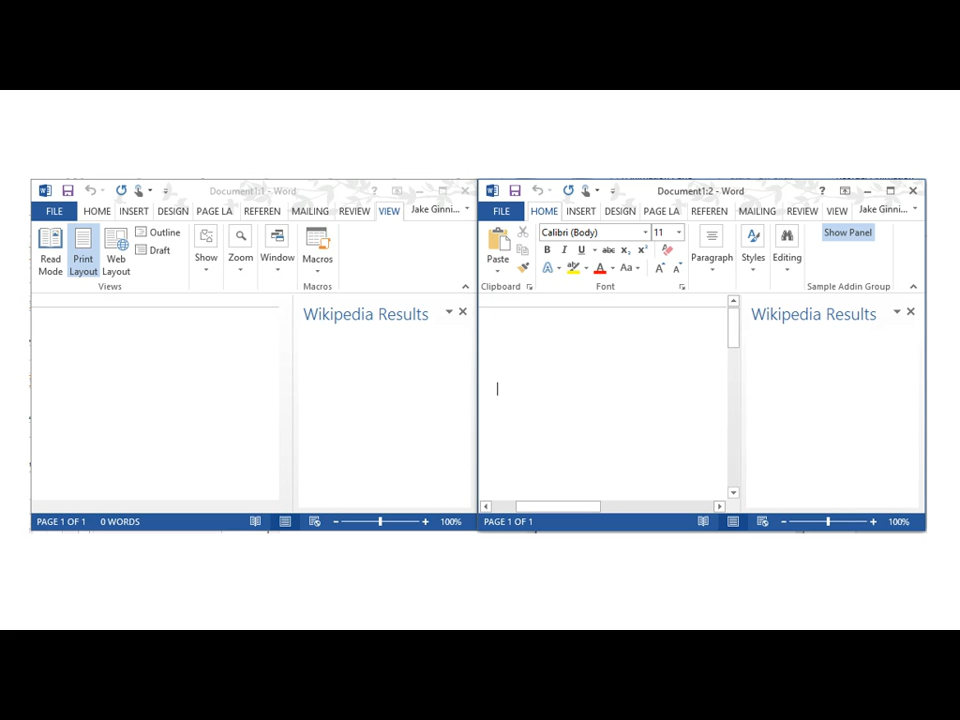 Document1:1 - Word
FILE HOME INSERT DESIGN PAGE LA REFEREN MAILING REVIEW VIEW Jake Ginni...
Read Mode
Print Layout
Web Layout
Outline
Draft
Show
Zoom
Window
Macros
Views
Macros
Wikipedia Results
PAGE 1 OF 1 0 WORDS 100%
Document1:2 - Word
FILE HOME INSERT DESIGN PAGE LA REFEREN MAILING REVIEW VIEW Jake Ginni...
Paste
Calibri (Body) 11
B I U abc x₂ x²
A A Aa A A
Paragraph
Styles
Editing
Show Panel
Clipboard
Font
Sample Addin Group
Wikipedia Results
PAGE 1 OF 1 100%